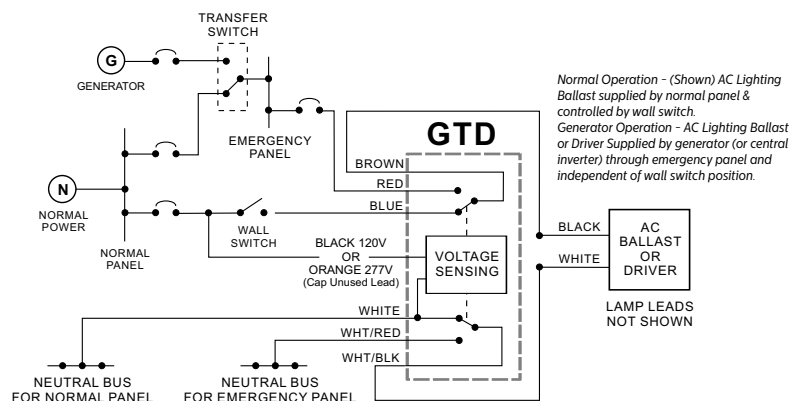 TRANSFER
SWITCH
G
GENERATOR
Normal Operation - (Shown) AC Lighting
Ballast supplied by normal panel &
controlled by wall switch.
Generator Operation - AC Lighting Ballast
or Driver Supplied by generator (or central
inverter) through emergency panel and
independent of wall switch position.
EMERGENCY
PANEL
GTD
BROWN
RED
BLUE
N
NORMAL
POWER
NORMAL
PANEL
WALL
SWITCH
BLACK 120V
OR
ORANGE 277V
(Cap Unused Lead)
VOLTAGE
SENSING
BLACK
WHITE
AC
BALLAST
OR
DRIVER
LAMP LEADS
NOT SHOWN
WHITE
WHT/RED
WHT/BLK
NEUTRAL BUS
FOR NORMAL PANEL
NEUTRAL BUS
FOR EMERGENCY PANEL